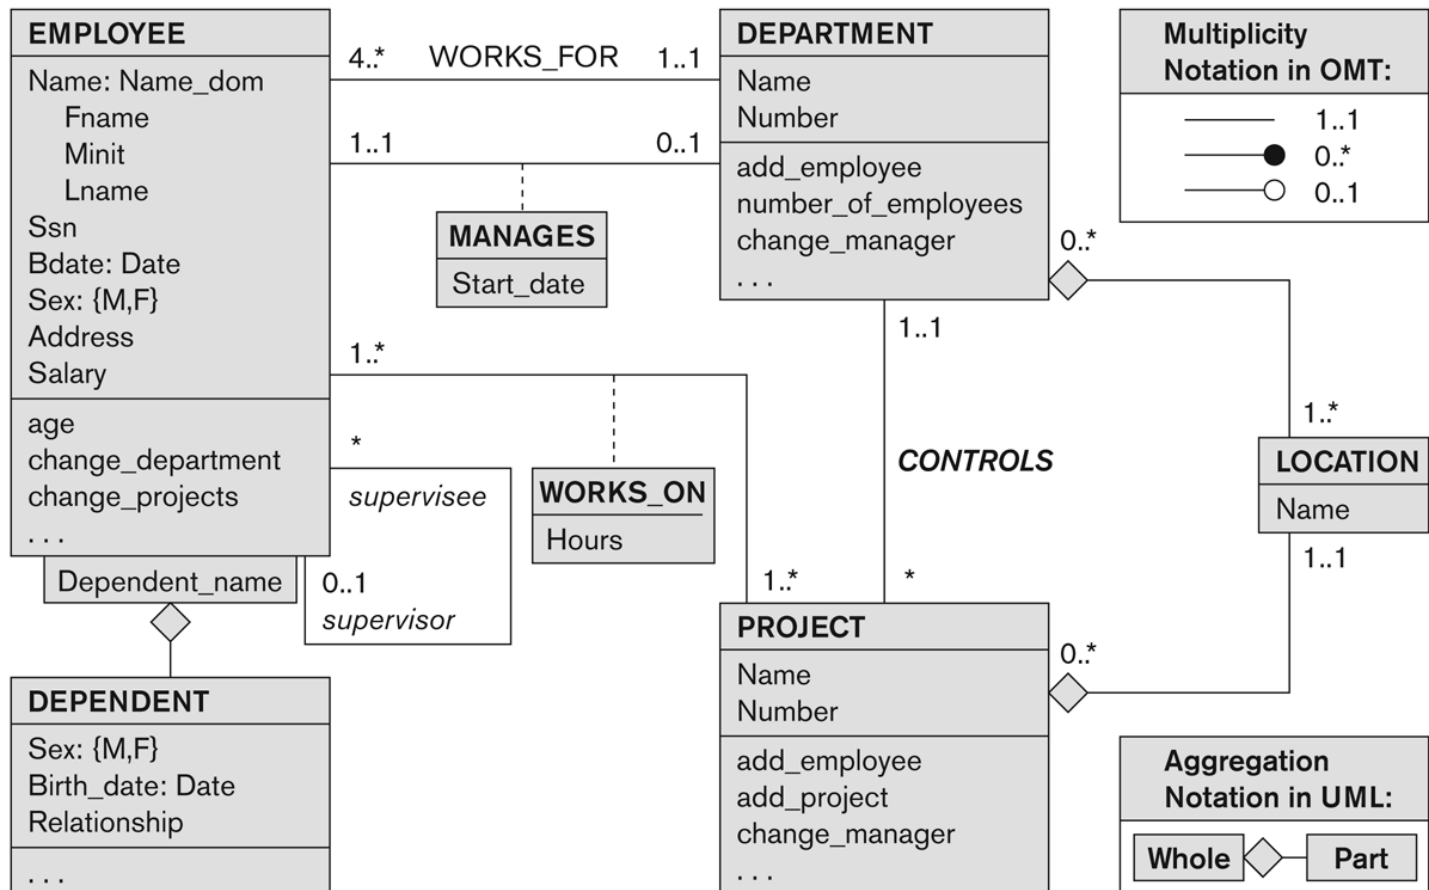 EMPLOYEE
Name: Name_dom
Fname
Minit
Lname
Ssn
Bdate: Date
Sex: {M,F}
Address
Salary
age
change_department
change_projects
. . .
Dependent_name
DEPENDENT
Sex: {M,F}
Birth_date: Date
Relationship
. . .
4..*
WORKS_FOR
1..1
1..1
0..1
MANAGES
Start_date
1..*
*
supervisee
0..1
supervisor
WORKS_ON
Hours
1..*
DEPARTMENT
Name
Number
add_employee
number_of_employees
change_manager
. . .
0..*
1..1
CONTROLS
*
PROJECT
Name
Number
add_employee
add_project
change_manager
. . .
0..*
Multiplicity
Notation in OMT:
1..1
0..*
0..1
1..*
LOCATION
Name
1..1
Aggregation
Notation in UML:
Whole
Part